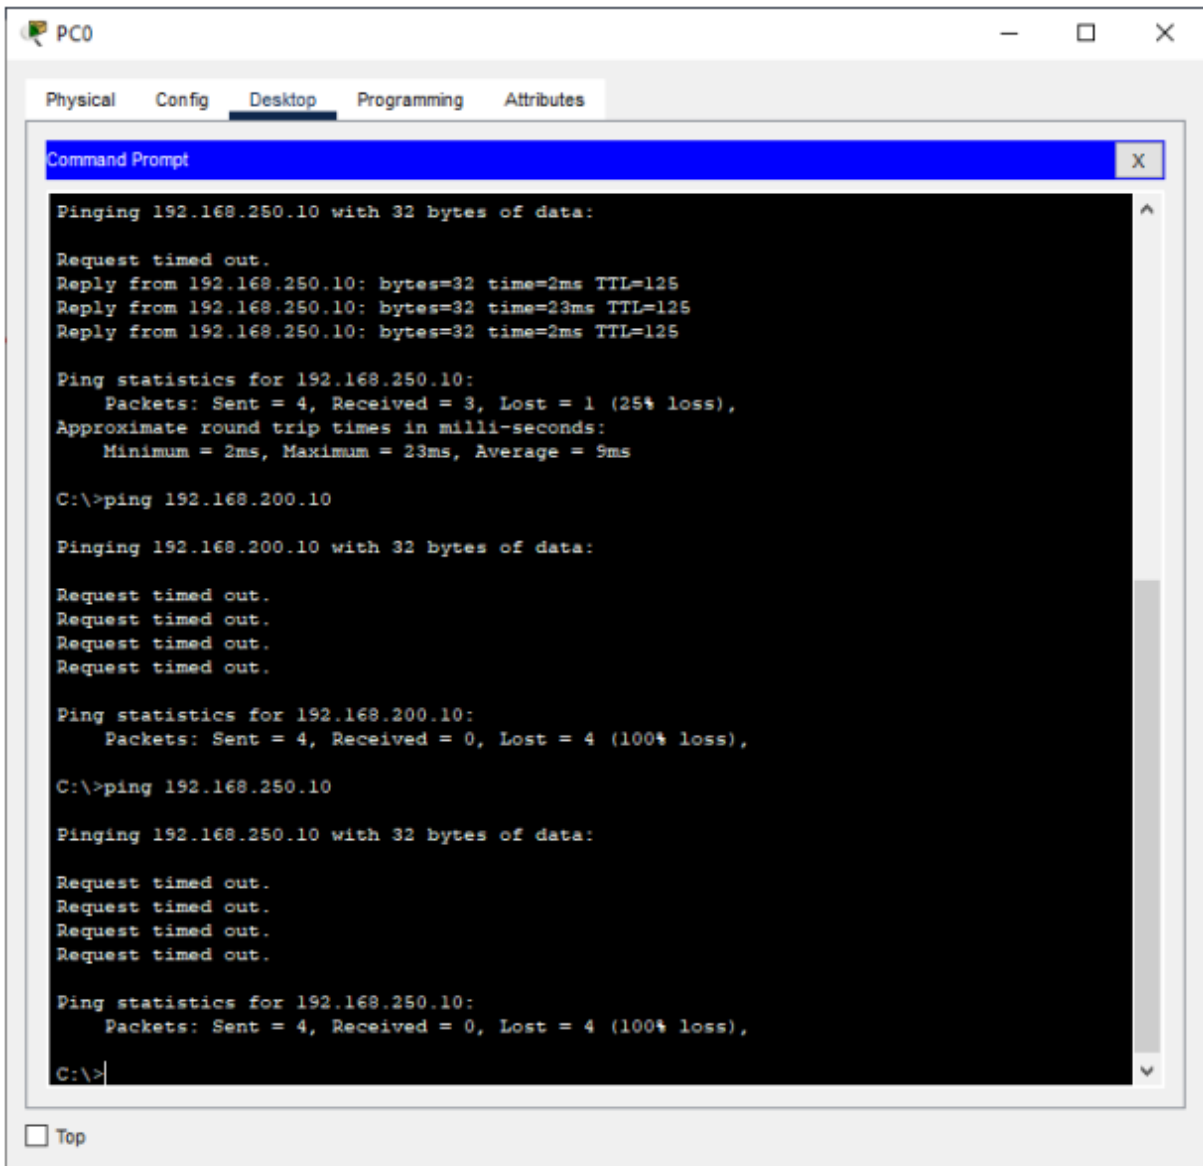 PC0
Physical Config Desktop Programming Attributes
Command Prompt
X
Pinging 192.168.250.10 with 32 bytes of data:
Request timed out.
Reply from 192.168.250.10: bytes=32 time=2ms TTL=125
Reply from 192.168.250.10: bytes=32 time=23ms TTL=125
Reply from 192.168.250.10: bytes=32 time=2ms TTL=125
Ping statistics for 192.168.250.10:
Packets: Sent = 4, Received = 3, Lost = 1 (25% loss),
Approximate round trip times in milli-seconds:
Minimum = 2ms, Maximum = 23ms, Average = 9ms
C:\>ping 192.168.200.10
Pinging 192.168.200.10 with 32 bytes of data:
Request timed out.
Request timed out.
Request timed out.
Request timed out.
Ping statistics for 192.168.200.10:
Packets: Sent = 4, Received = 0, Lost = 4 (100% loss),
C:\>ping 192.168.250.10
Pinging 192.168.250.10 with 32 bytes of data:
Request timed out.
Request timed out.
Request timed out.
Request timed out.
Ping statistics for 192.168.250.10:
Packets: Sent = 4, Received = 0, Lost = 4 (100% loss),
C:\>
Top